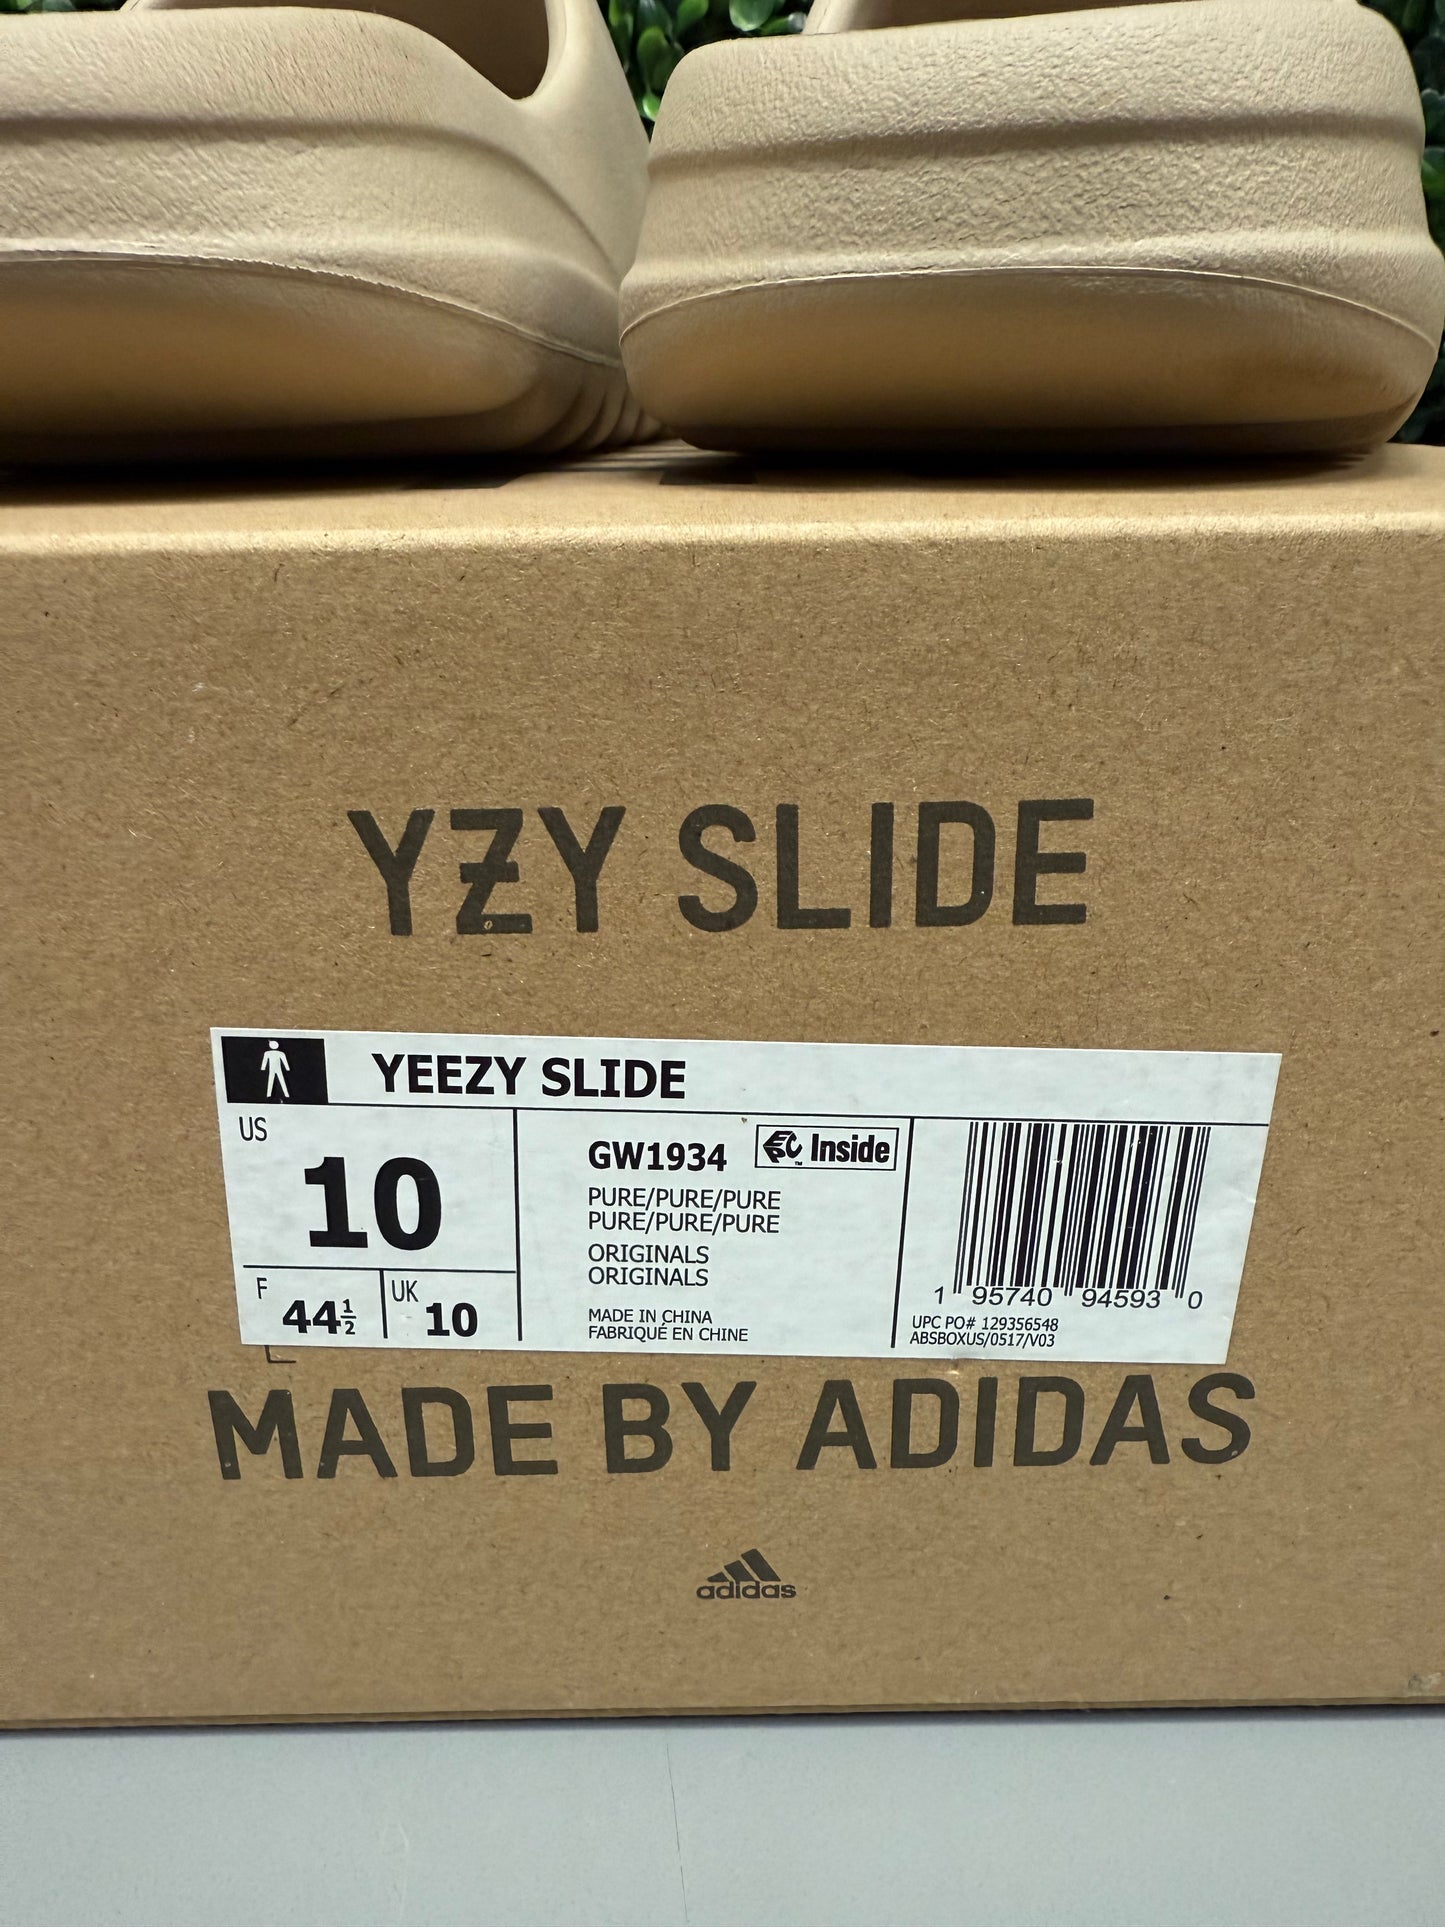 YZY SLIDE
YEEZY SLIDE
US
10
F
44½
UK
10
GW1934
EPC Inside
™
PURE/PURE/PURE
PURE/PURE/PURE
ORIGINALS
ORIGINALS
MADE IN CHINA
FABRIQUÉ EN CHINE
1 95740 94593 0
UPC PO# 129356548
ABSBOXUS/0517/V03
MADE BY ADIDAS
adidas